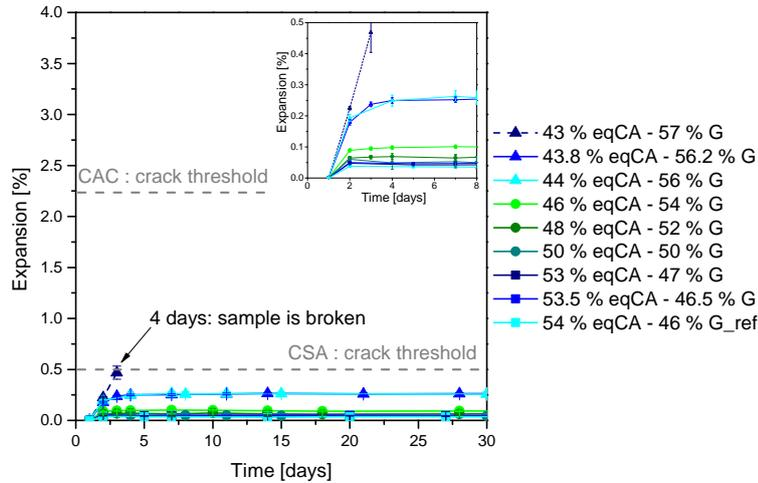 4.0
3.5
3.0
2.5
2.0
1.5
1.0
0.5
0.0
Expansion [%]
0 5 10 15 20 25 30
Time [days]
CAC : crack threshold
4 days: sample is broken
CSA : crack threshold
0.5
0.4
0.3
0.2
0.1
0.0
Expansion [%]
0 2 4 6 8
Time [days]
43 % eqCA - 57 % G
43.8 % eqCA - 56.2 % G
44 % eqCA - 56 % G
46 % eqCA - 54 % G
48 % eqCA - 52 % G
50 % eqCA - 50 % G
53 % eqCA - 47 % G
53.5 % eqCA - 46.5 % G
54 % eqCA - 46 % G_ref